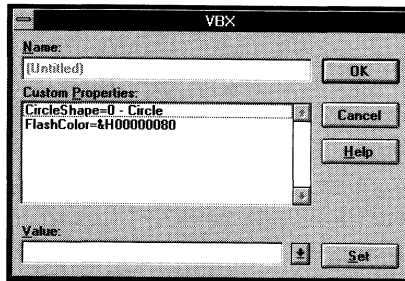 VBX
Name:
(Untitled)
OK
Custom Properties:
CircleShape=0 - Circle
FlashColor=&H00000080
Cancel
Help
Value:
Set